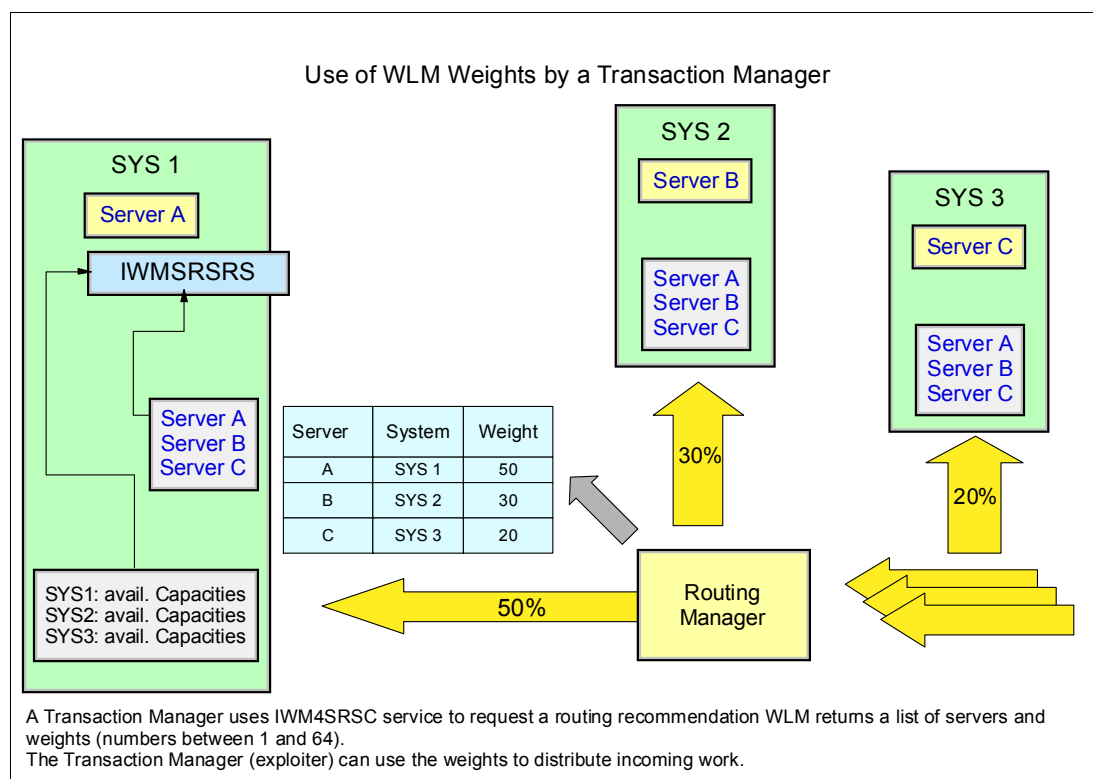 Use of WLM Weights by a Transaction Manager
SYS 1
Server A
IWMSRSRS
Server A
Server B
Server C
SYS1: avail. Capacities
SYS2: avail. Capacities
SYS3: avail. Capacities
Server System Weight
A SYS 1 50
B SYS 2 30
C SYS 3 20
SYS 2
Server B
Server A
Server B
Server C
30%
SYS 3
Server C
Server A
Server B
Server C
20%
50%
Routing
Manager
A Transaction Manager uses IWM4SRSC service to request a routing recommendation WLM returns a list of servers and
weights (numbers between 1 and 64).
The Transaction Manager (exploiter) can use the weights to distribute incoming work.